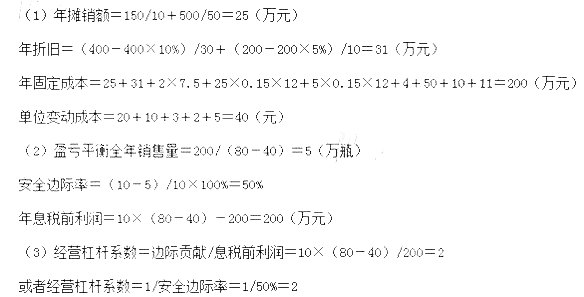 （1）年摊销额＝150/10＋500/50＝25（万元）
年折旧＝（400－400×10%）/30＋（200－200×5%）/10＝31（万元）
年固定成本＝25＋31＋2×7.5＋25×0.15×12＋5×0.15×12＋4＋50＋10＋11＝200（万元）
单位变动成本＝20＋10＋3＋2＋5＝40（元）
（2）盈亏平衡全年销售量＝200/（80－40）＝5（万瓶）
安全边际率＝（10－5）/10×100%＝50%
年息税前利润＝10×（80－40）－200＝200（万元）
（3）经营杠杆系数＝边际贡献/息税前利润＝10×（80－40）/200＝2
或者经营杠杆系数＝1/安全边际率＝1/50%＝2